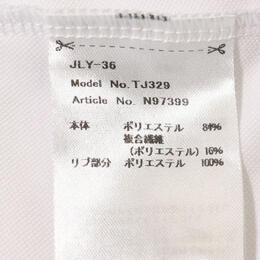 JLY-36
Model No.TJ329
Article No. N97399
本体 ポリエステル 84%
複合繊維
(ポリエステル) 16%
リブ部分 ポリエステル 100%